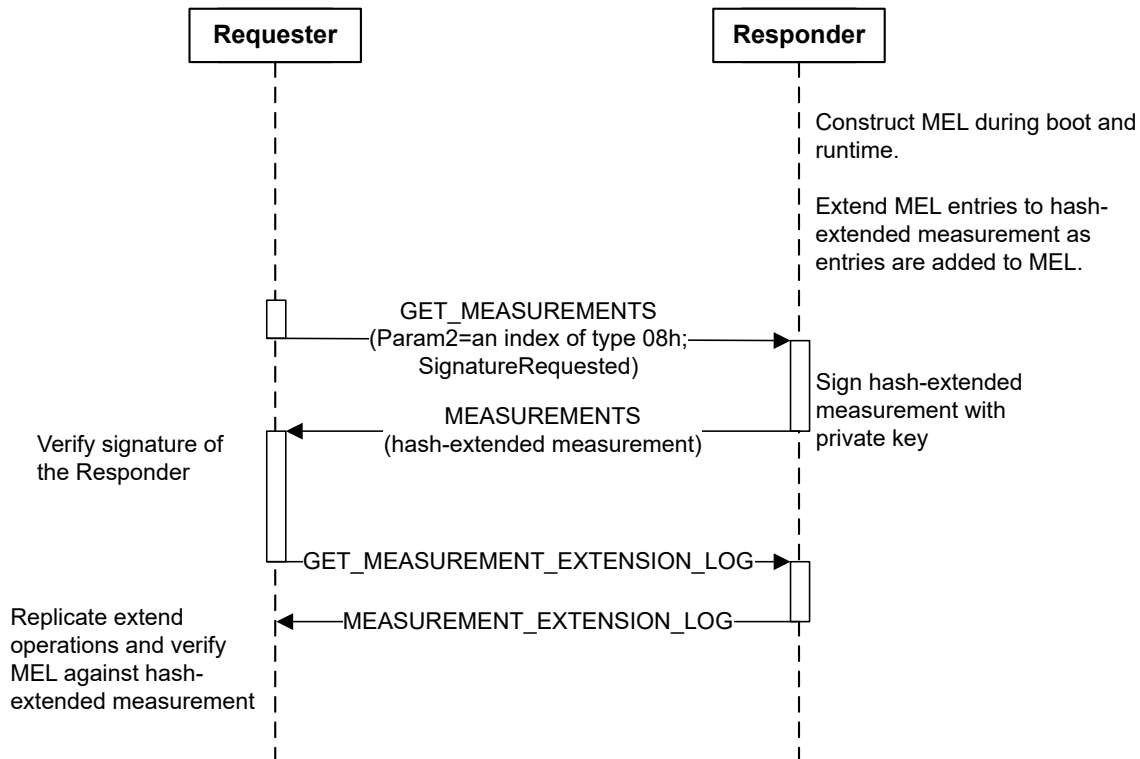 Requester
Responder
Construct MEL during boot and
runtime.
Extend MEL entries to hash-
extended measurement as
entries are added to MEL.
GET_MEASUREMENTS
(Param2=an index of type 08h;
SignatureRequested)
Sign hash-extended
measurement with
private key
MEASUREMENTS
(hash-extended measurement)
Verify signature of
the Responder
GET_MEASUREMENT_EXTENSION_LOG
MEASUREMENT_EXTENSION_LOG
Replicate extend
operations and verify
MEL against hash-
extended measurement